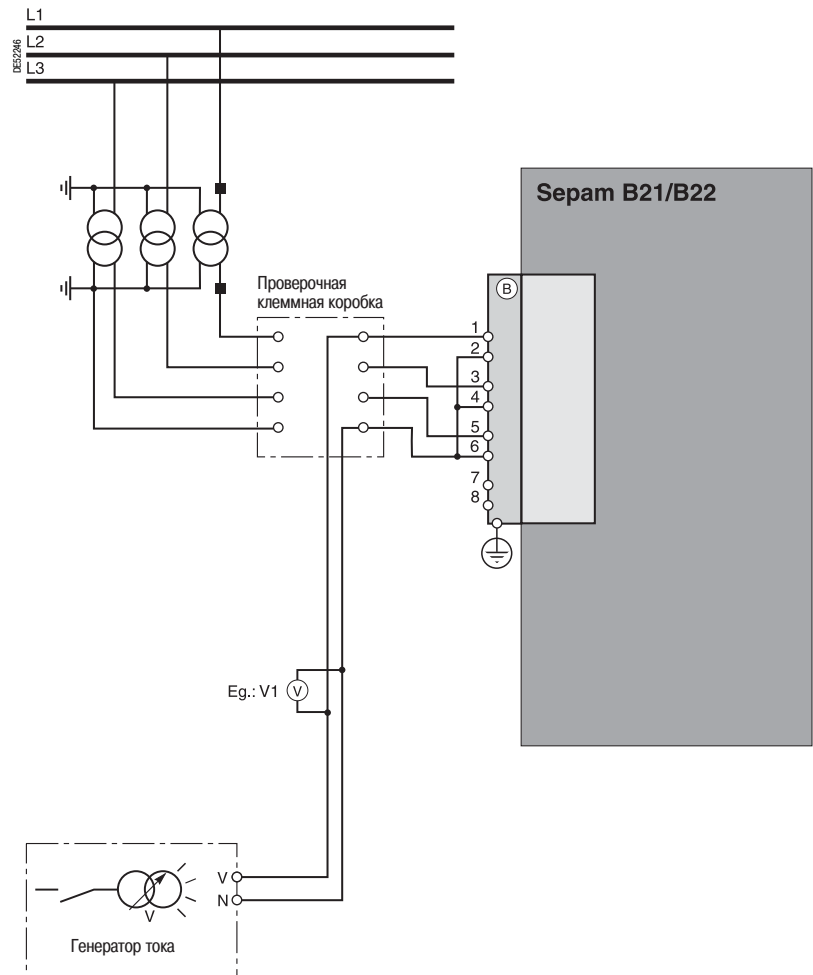 L1
DE52246
L2
L3
Sepam B21/B22
Проверочная
клеммная коробка
B
1
2
3
4
5
6
7
8
Eg.: V1 V
V
N
V
Генератор тока